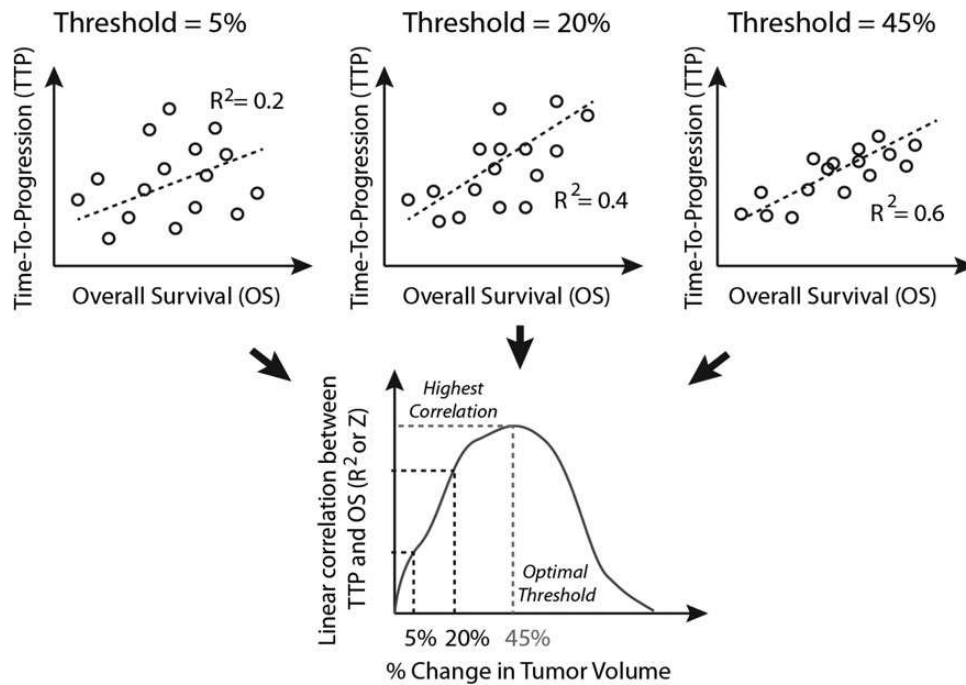 Threshold = 5%
Time-To-Progression (TTP)
R²= 0.2
Overall Survival (OS)
Threshold = 20%
Time-To-Progression (TTP)
R²= 0.4
Overall Survival (OS)
Threshold = 45%
Time-To-Progression (TTP)
R²= 0.6
Overall Survival (OS)
Linear correlation between
TTP and OS (R² or Z)
Highest
Correlation
Optimal
Threshold
5% 20% 45%
% Change in Tumor Volume